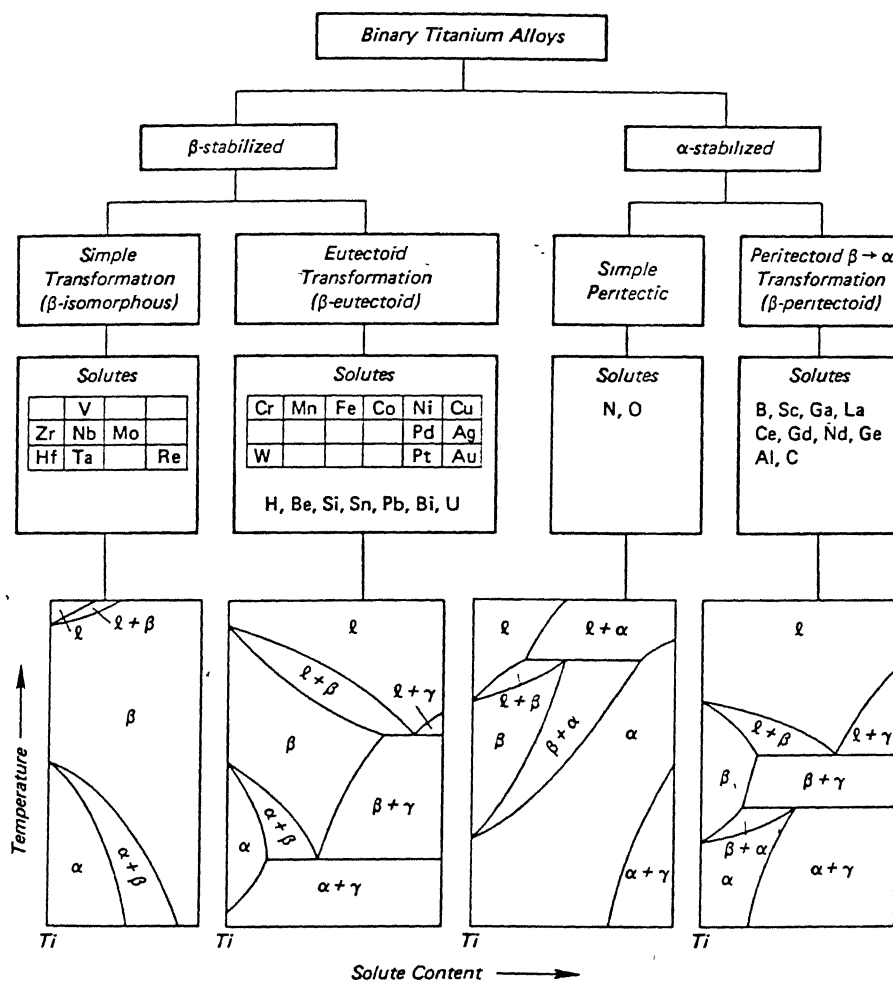 Binary Titanium Alloys
β-stabilized
α-stabilized
Simple
Transformation
(β-isomorphous)
Eutectoid
Transformation
(β-eutectoid)
Simple
Peritectic
Peritectoid β → α
Transformation
(β-peritectoid)
Solutes
V
Zr Nb Mo
Hf Ta Re
Solutes
Cr Mn Fe Co Ni Cu
Pd Ag
W Pt Au
H, Be, Si, Sn, Pb, Bi, U
Solutes
N, O
Solutes
B, Sc, Ga, La
Ce, Gd, Nd, Ge
Al, C
Temperature
ℓ
ℓ + β
β
α
α + β
Ti
ℓ
ℓ + β
ℓ + γ
β
α
α + β
β + γ
α + γ
Ti
ℓ
ℓ + α
ℓ + β
β
β + α
α
α + γ
Ti
ℓ
ℓ + β
ℓ + γ
β
β + γ
β + α
α
α + γ
Ti
Solute Content